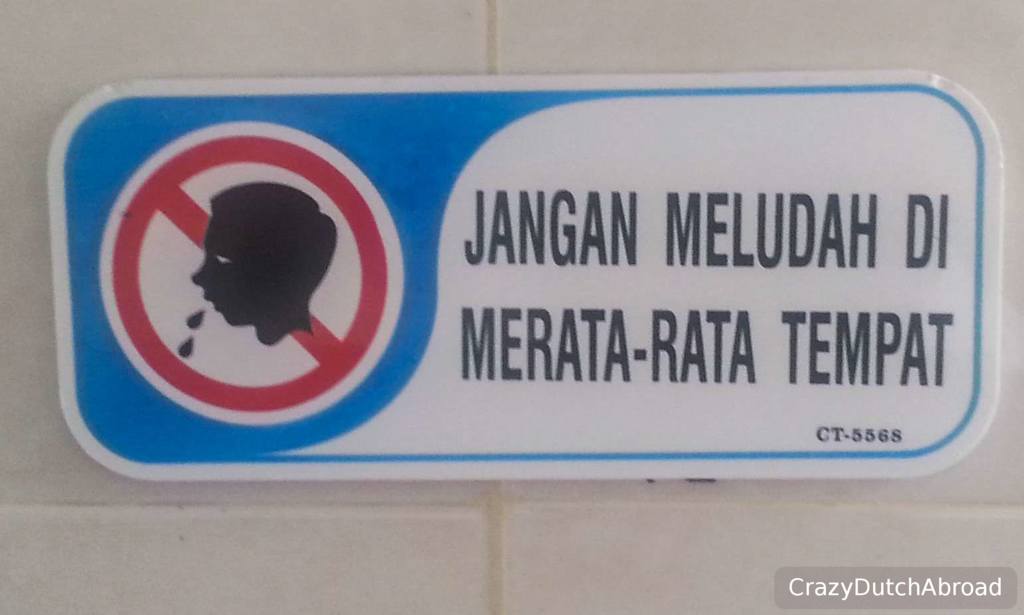 JANGAN MELUDAH DI
MERATA-RATA TEMPAT
CT-5568
CrazyDutchAbroad